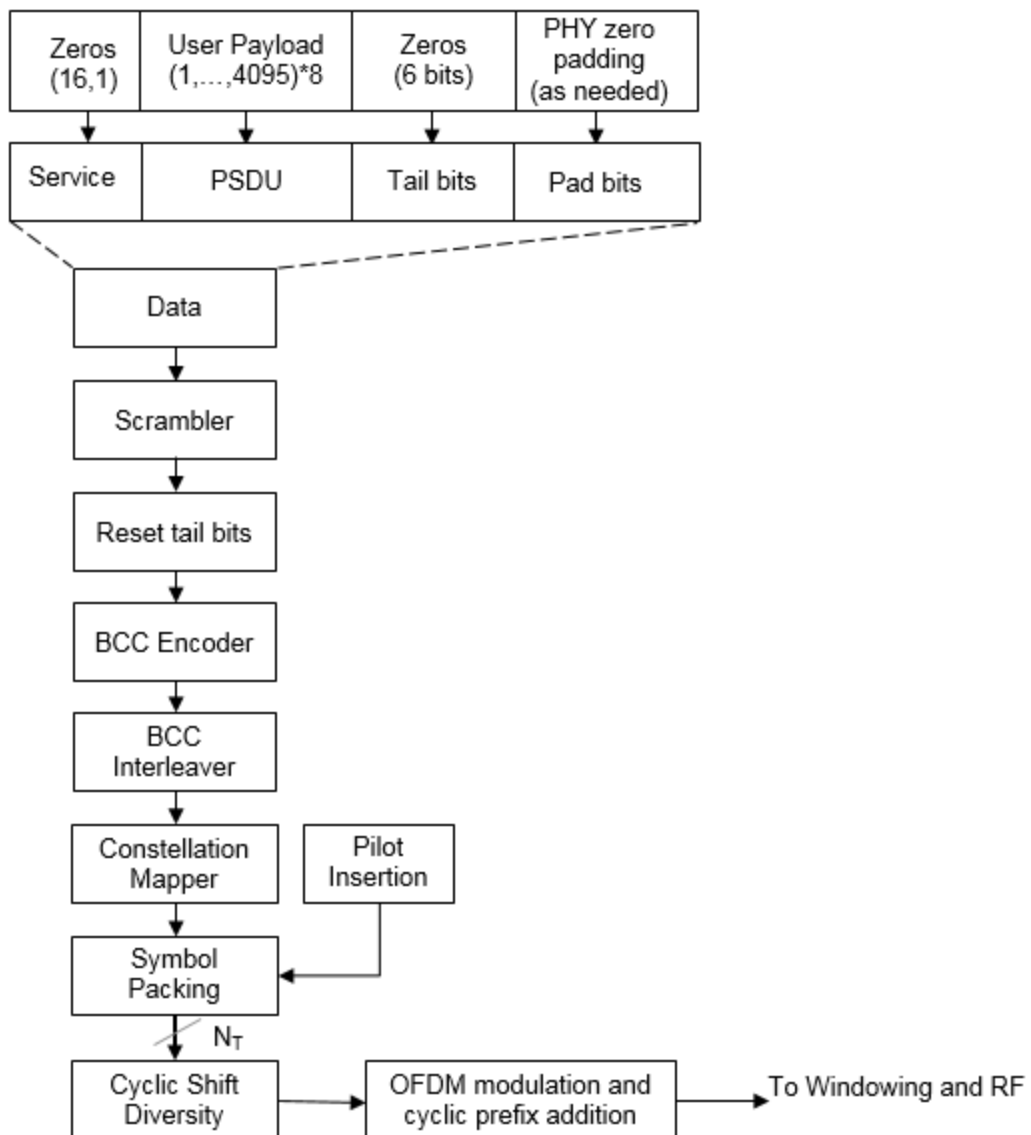 Zeros
(16,1)
User Payload
(1,...,4095)*8
Zeros
(6 bits)
PHY zero
padding
(as needed)
Service
PSDU
Tail bits
Pad bits
Data
Scrambler
Reset tail bits
BCC Encoder
BCC
Interleaver
Constellation
Mapper
Pilot
Insertion
Symbol
Packing
N_T
Cyclic Shift
Diversity
OFDM modulation and
cyclic prefix addition
To Windowing and RF